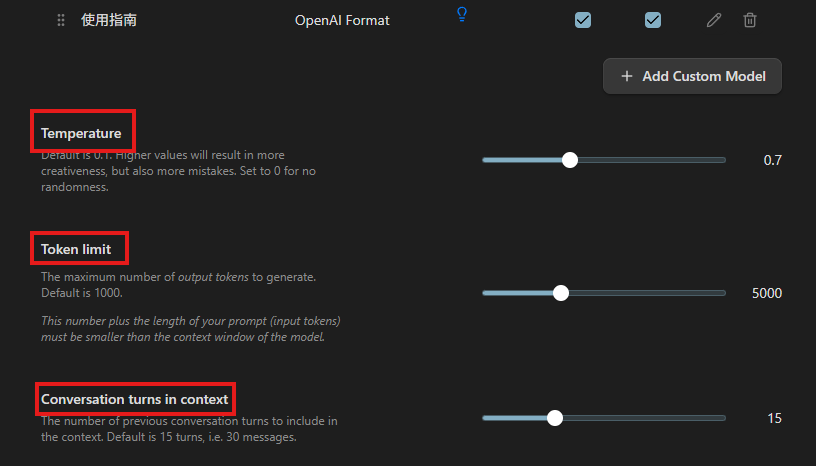 使用指南 OpenAI Format
+ Add Custom Model
Temperature
Default is 0.1. Higher values will result in more
creativeness, but also more mistakes. Set to 0 for no
randomness.
0.7
Token limit
The maximum number of output tokens to generate.
Default is 1000.
This number plus the length of your prompt (input tokens)
must be smaller than the context window of the model.
5000
Conversation turns in context
The number of previous conversation turns to include in
the context. Default is 15 turns, i.e. 30 messages.
15